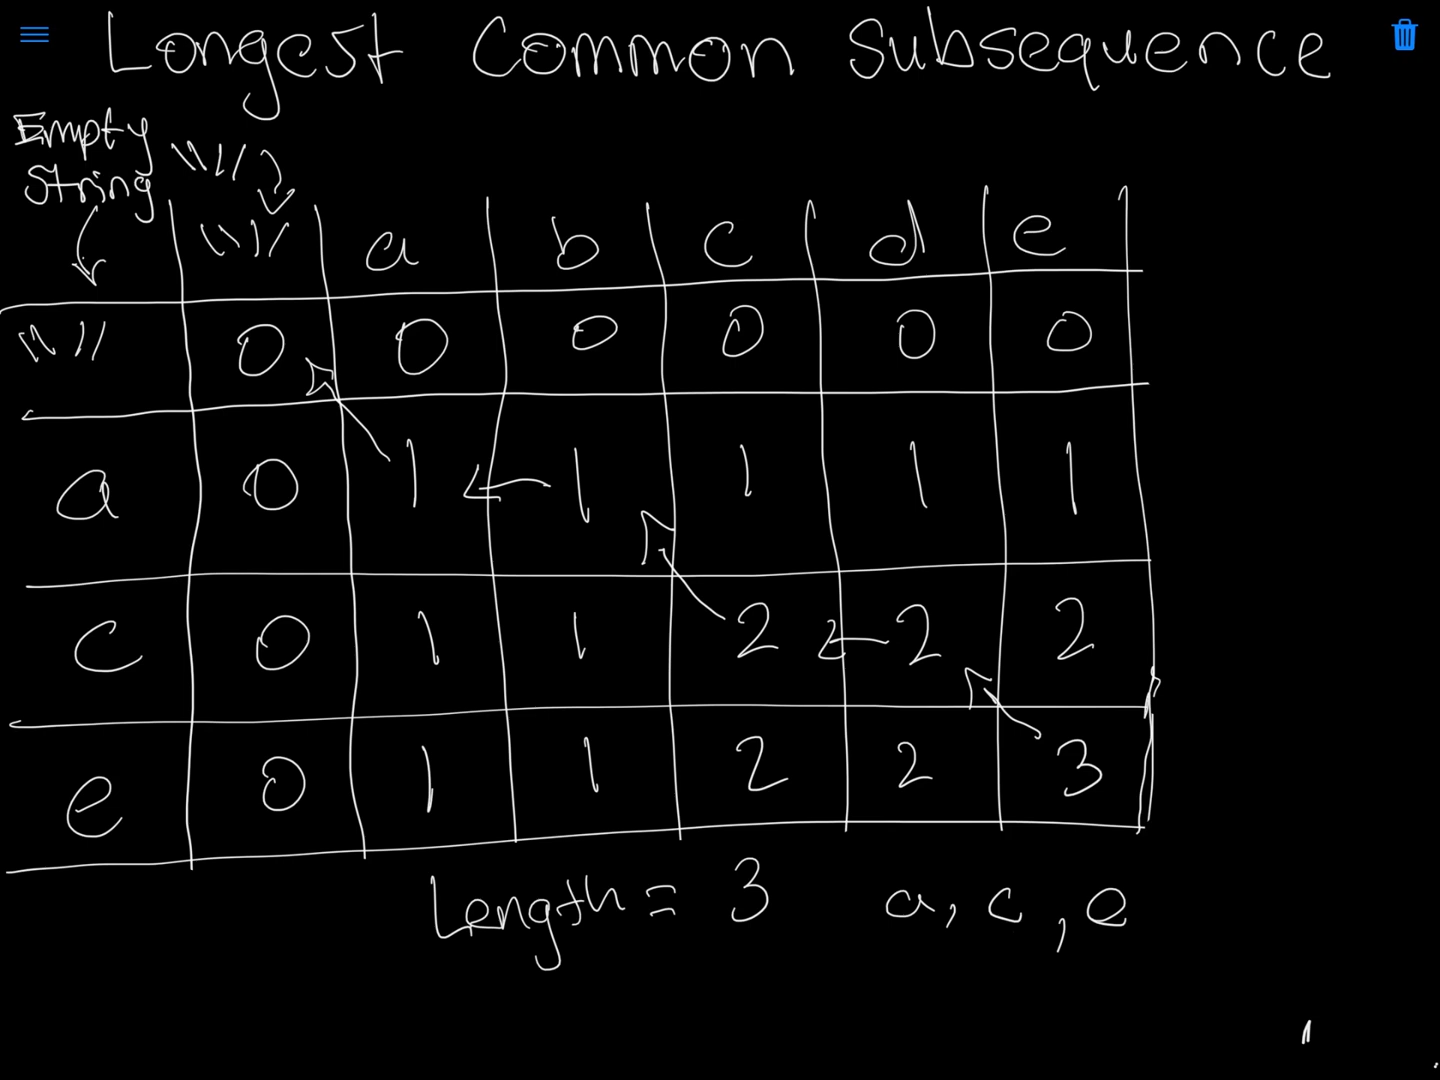 Longest Common Subsequence
Empty "" 
String
"" a b c d e
"" 0 0 0 0 0 0
a 0 1 1 1 1 1
c 0 1 1 2 2 2
e 0 1 1 2 2 3
Length = 3 a, c, e